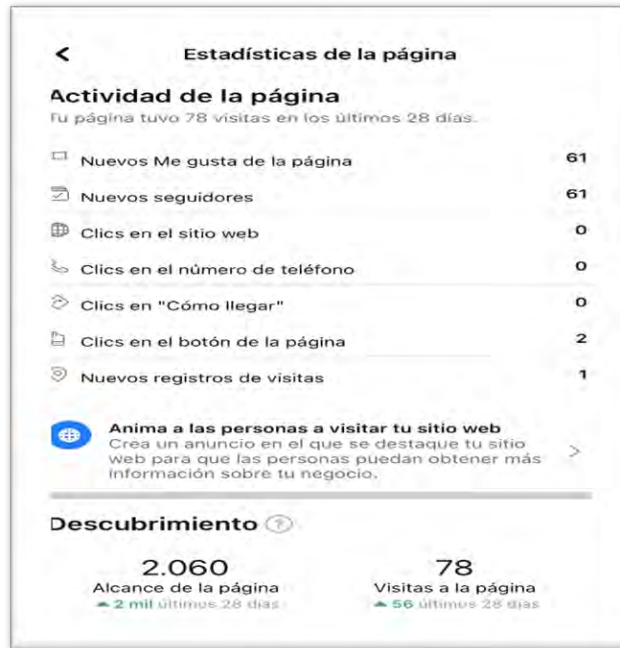 Estadísticas de la página
Actividad de la página
Tu página tuvo 78 visitas en los últimos 28 días.
Nuevos Me gusta de la página 61
Nuevos seguidores 61
Clics en el sitio web 0
Clics en el número de teléfono 0
Clics en "Cómo llegar" 0
Clics en el botón de la página 2
Nuevos registros de visitas 1
Anima a las personas a visitar tu sitio web
Crea un anuncio en el que se destaque tu sitio
web para que las personas puedan obtener más
información sobre tu negocio.
Descubrimiento
2.060 78
Alcance de la página Visitas a la página
2 mil últimos 28 días 56 últimos 28 días